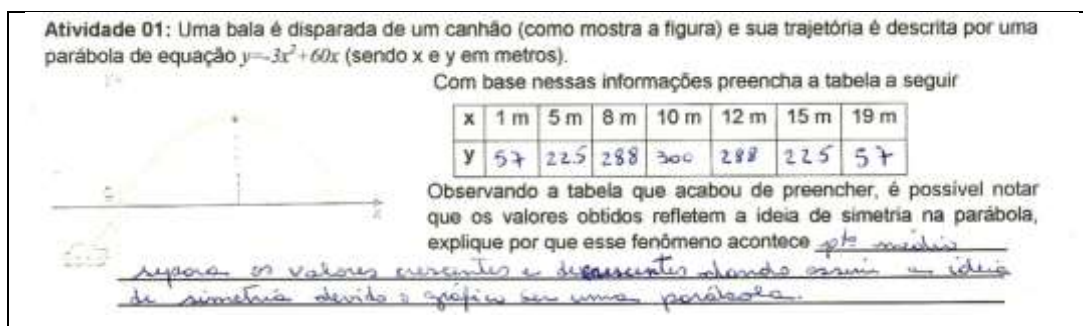 Atividade 01: Uma bala é disparada de um canhão (como mostra a figura) e sua trajetória é descrita por uma
parábola de equação y=-3x²+60x (sendo x e y em metros).
Com base nessas informações preencha a tabela a seguir
x 1 m 5 m 8 m 10 m 12 m 15 m 19 m
y 57 225 288 300 288 225 57
Observando a tabela que acabou de preencher, é possível notar
que os valores obtidos refletem a ideia de simetria na parábola,
explique por que esse fenômeno acontece pto médio
separa os valores crescentes e decrescentes dando assim a ideia
de simetria devido o gráfico ser uma parábola.